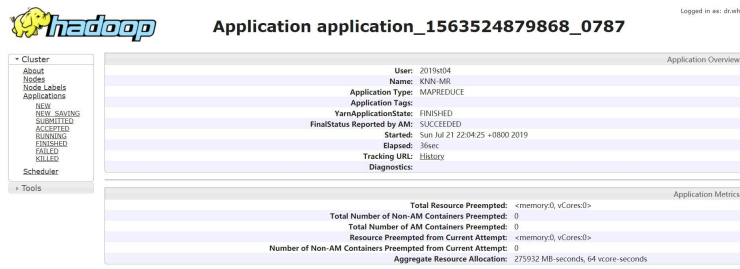 hadoop
Application application_1563524879868_0787
Logged in as: dr.wh
Cluster
About
Nodes
Node Labels
Applications
NEW
NEW_SAVING
SUBMITTED
ACCEPTED
RUNNING
FINISHED
FAILED
KILLED
Scheduler
Tools
Application Overview
User: 2019st04
Name: KNN-MR
Application Type: MAPREDUCE
Application Tags:
YarnApplicationState: FINISHED
FinalStatus Reported by AM: SUCCEEDED
Started: Sun Jul 21 22:04:25 +0800 2019
Elapsed: 36sec
Tracking URL: History
Diagnostics:
Application Metrics
Total Resource Preempted: <memory:0, vCores:0>
Total Number of Non-AM Containers Preempted: 0
Total Number of AM Containers Preempted: 0
Resource Preempted from Current Attempt: <memory:0, vCores:0>
Number of Non-AM Containers Preempted from Current Attempt: 0
Aggregate Resource Allocation: 275932 MB-seconds, 64 vcore-seconds